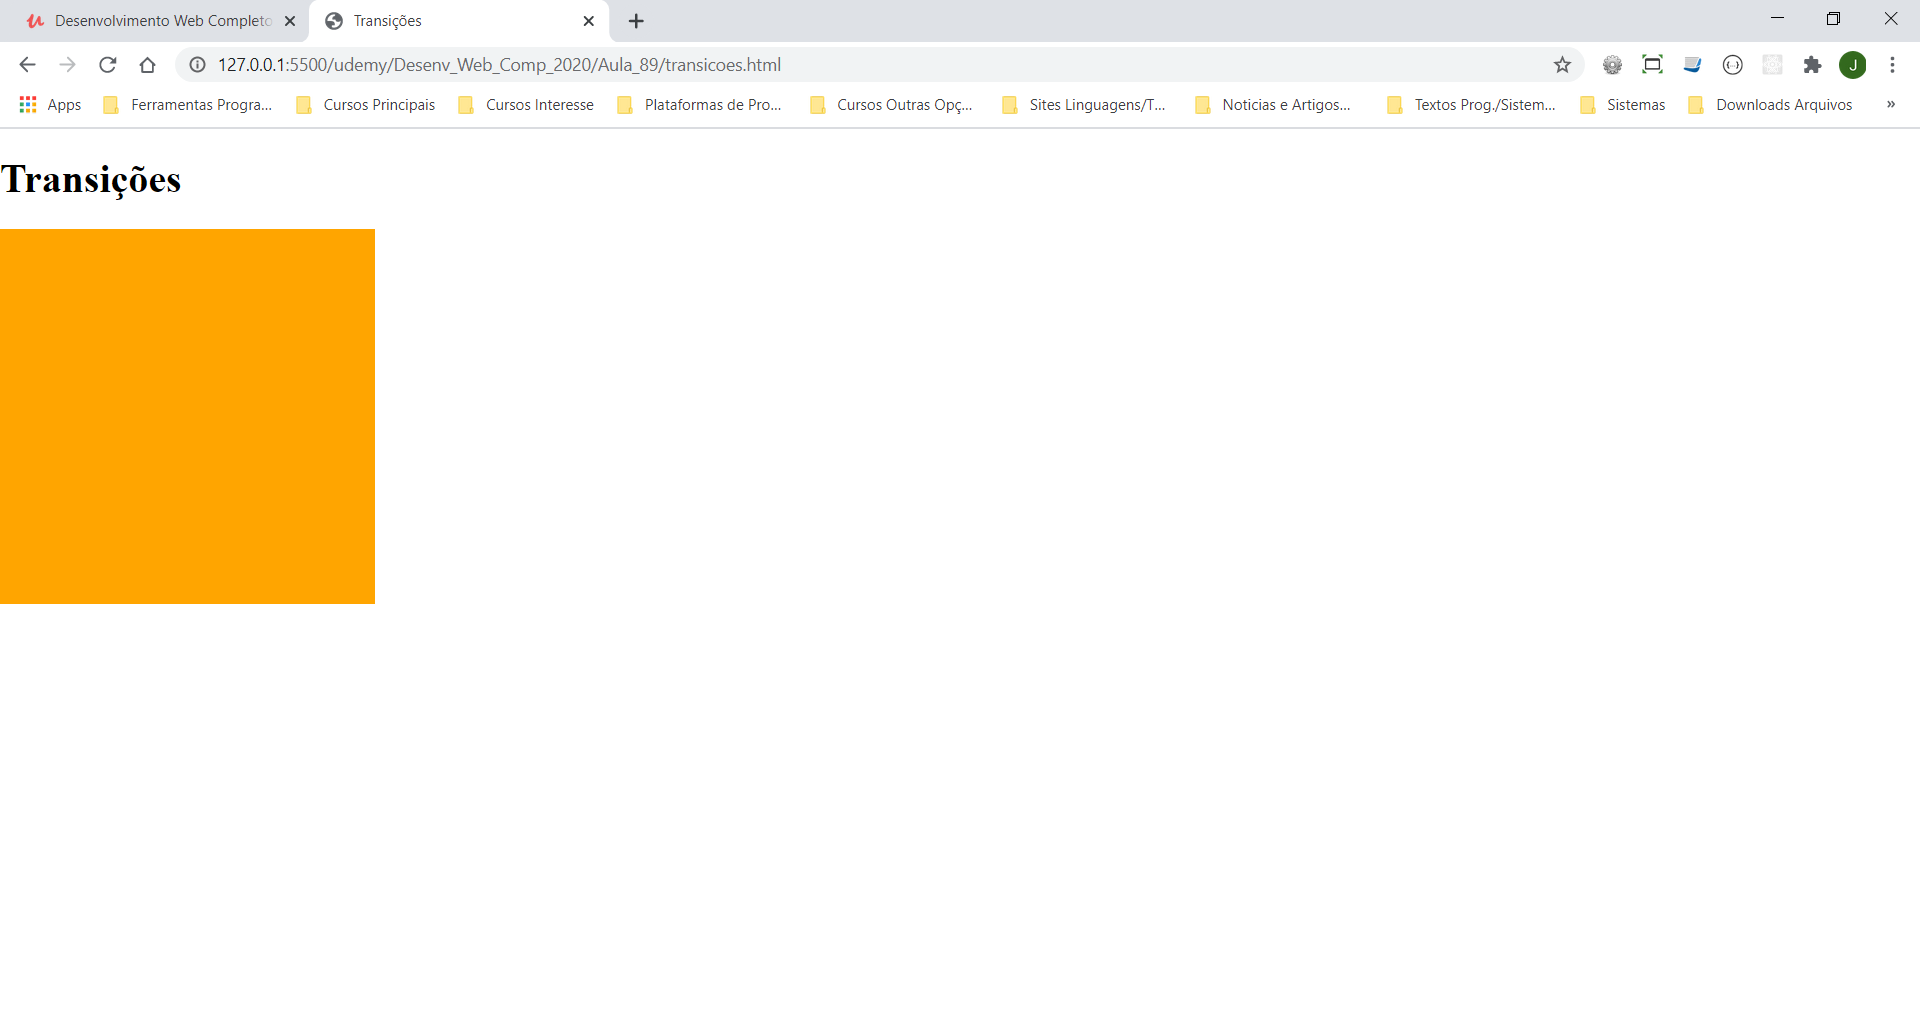 Desenvolvimento Web Completo
Transições
127.0.0.1:5500/udemy/Desenv_Web_Comp_2020/Aula_89/transicoes.html
J
Apps
Ferramentas Progra...
Cursos Principais
Cursos Interesse
Plataformas de Pro...
Cursos Outras Opç...
Sites Linguagens/T...
Noticias e Artigos...
Textos Prog./Sistem...
Sistemas
Downloads Arquivos
»
Transições